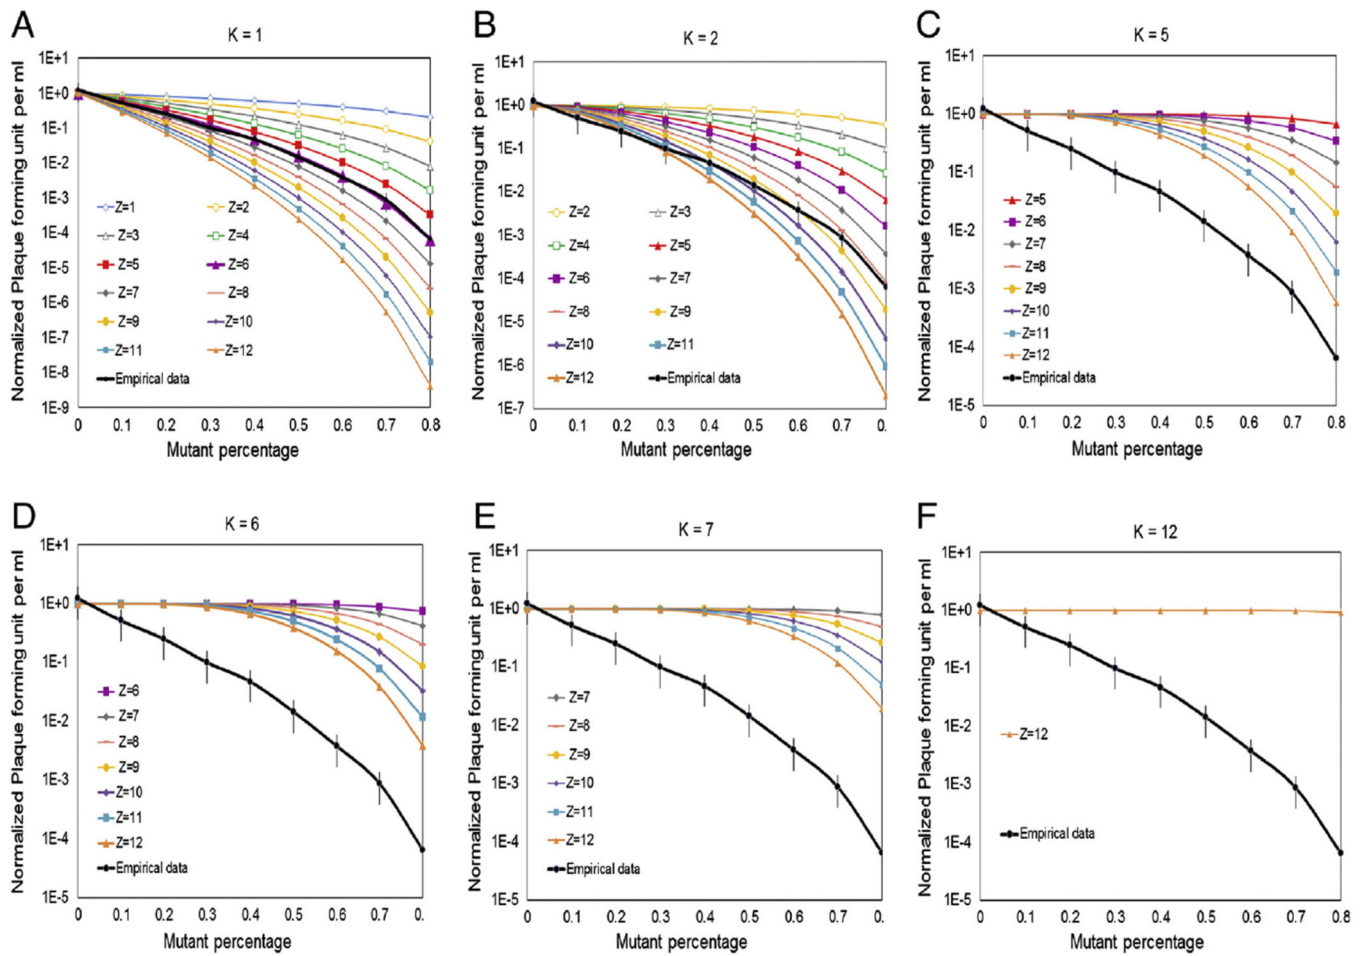 A
K = 1
Normalized Plaque forming unit per ml
1E+1
1E+0
1E-1
1E-2
1E-3
1E-4
1E-5
1E-6
1E-7
1E-8
1E-9
Z=1 Z=2
Z=3 Z=4
Z=5 Z=6
Z=7 Z=8
Z=9 Z=10
Z=11 Z=12
Empirical data
0 0.1 0.2 0.3 0.4 0.5 0.6 0.7 0.8
Mutant percentage
B
K = 2
Normalized Plaque forming unit per ml
1E+1
1E+0
1E-1
1E-2
1E-3
1E-4
1E-5
1E-6
1E-7
Z=2 Z=3
Z=4 Z=5
Z=6 Z=7
Z=8 Z=9
Z=10 Z=11
Z=12 Empirical data
0 0.1 0.2 0.3 0.4 0.5 0.6 0.7 0.
Mutant percentage
C
K = 5
Normalized Plaque forming unit per ml
1E+1
1E+0
1E-1
1E-2
1E-3
1E-4
1E-5
Z=5
Z=6
Z=7
Z=8
Z=9
Z=10
Z=11
Z=12
Empirical data
0 0.1 0.2 0.3 0.4 0.5 0.6 0.7 0.8
Mutant percentage
D
K = 6
Normalized Plaque forming unit per ml
1E+1
1E+0
1E-1
1E-2
1E-3
1E-4
1E-5
Z=6
Z=7
Z=8
Z=9
Z=10
Z=11
Z=12
Empirical data
0 0.1 0.2 0.3 0.4 0.5 0.6 0.7 0.
Mutant percentage
E
K = 7
Normalized Plaque forming unit per ml
1E+1
1E+0
1E-1
1E-2
1E-3
1E-4
1E-5
Z=7
Z=8
Z=9
Z=10
Z=11
Z=12
Empirical data
0 0.1 0.2 0.3 0.4 0.5 0.6 0.7 0.
Mutant percentage
F
K = 12
Normalized Plaque forming unit per ml
1E+1
1E+0
1E-1
1E-2
1E-3
1E-4
1E-5
Z=12
Empirical data
0 0.1 0.2 0.3 0.4 0.5 0.6 0.7 0.8
Mutant percentage